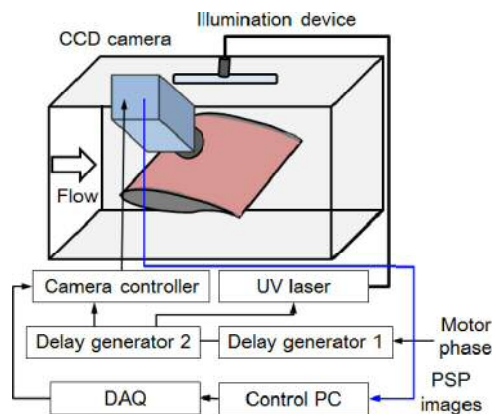 Illumination device
CCD camera
Flow
Camera controller
UV laser
Delay generator 2
Delay generator 1
Motor
phase
DAQ
Control PC
PSP
images